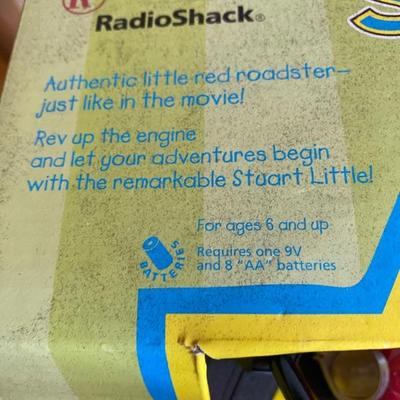 RadioShack®
Authentic little red roadster—
just like in the movie!
Rev up the engine
and let your adventures begin
with the remarkable Stuart Little!
For ages 6 and up
BATTERIES
Requires one 9V
and 8 "AA" batteries